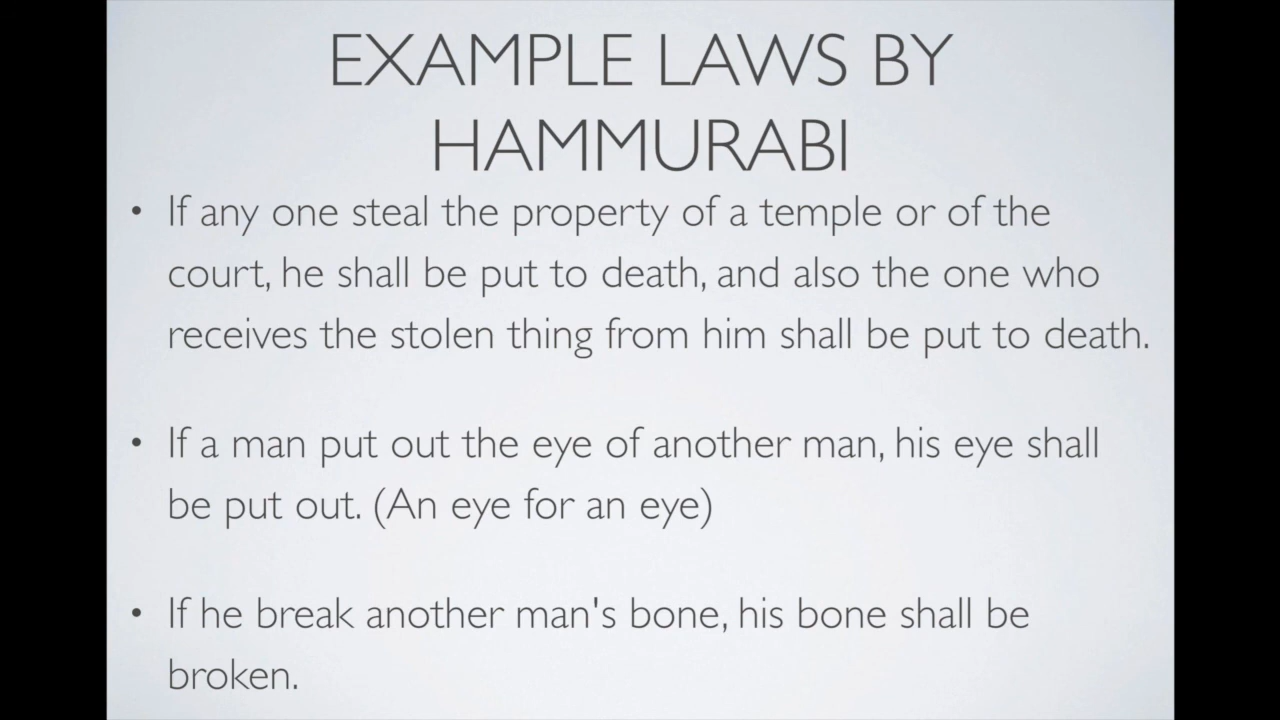 EXAMPLE LAWS BY
HAMMURABI
• If any one steal the property of a temple or of the
court, he shall be put to death, and also the one who
receives the stolen thing from him shall be put to death.
• If a man put out the eye of another man, his eye shall
be put out. (An eye for an eye)
• If he break another man's bone, his bone shall be
broken.